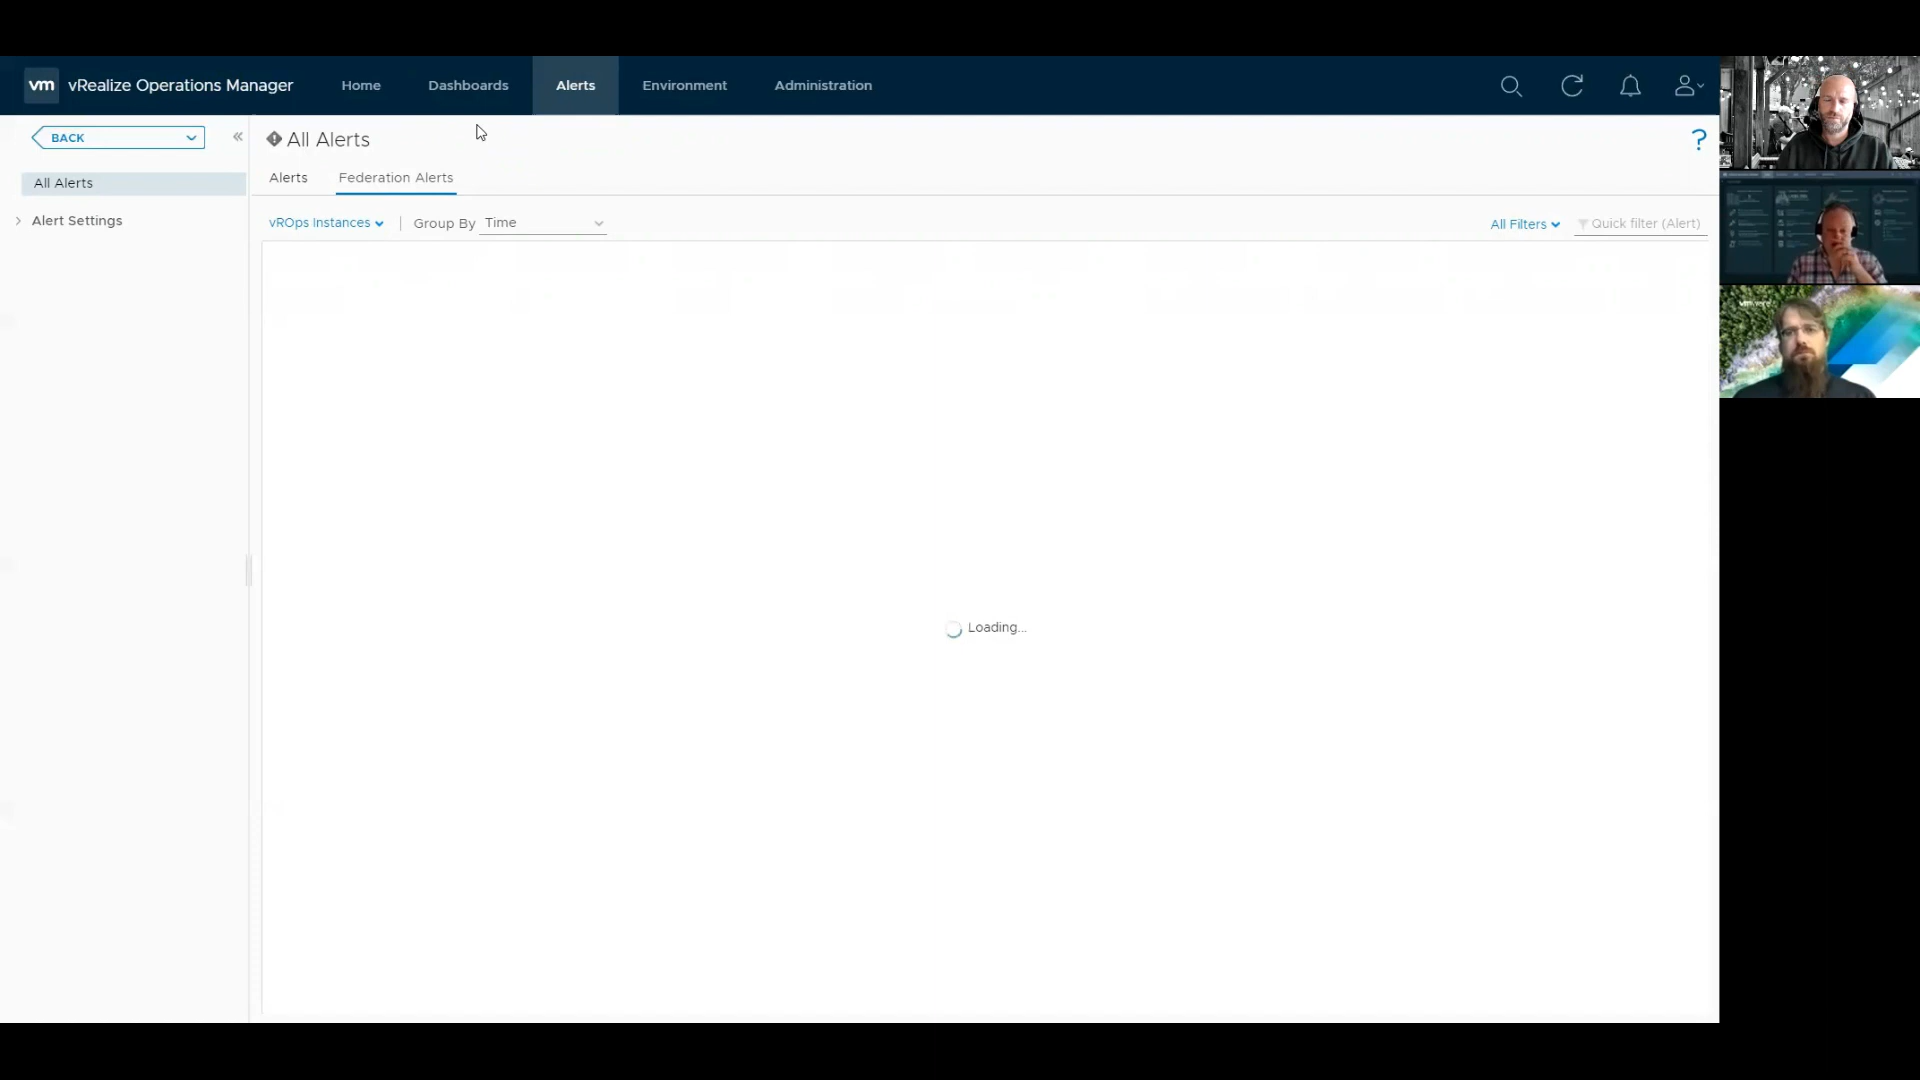 vm vRealize Operations Manager Home Dashboards Alerts Environment Administration
BACK
All Alerts
Alerts Federation Alerts
All Alerts
Alert Settings
vROps Instances | Group By Time All Filters Quick filter (Alert)
Loading...
?